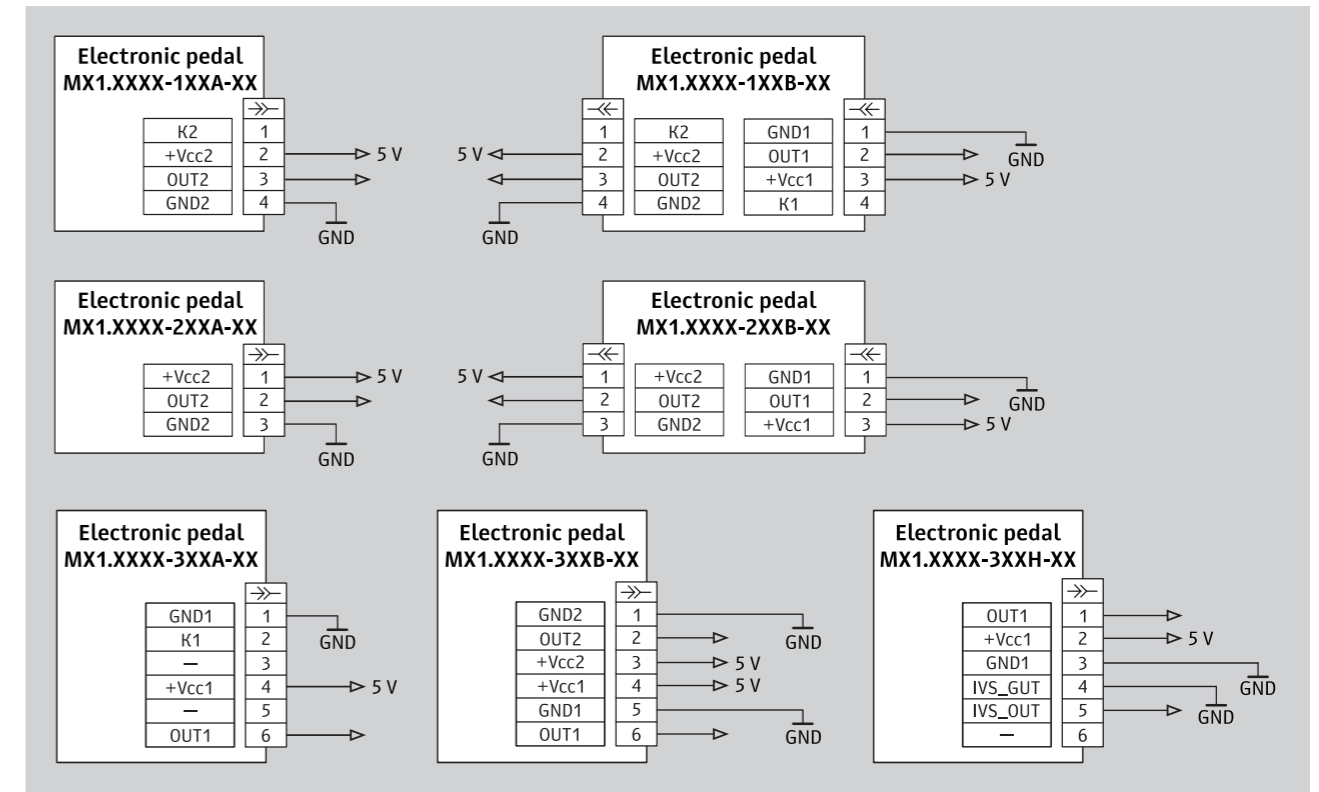 Electronic pedal
MX1.XXXX-1XXA-XX
K2 1
+Vcc2 2 5 V
OUT2 3
GND2 4
GND
Electronic pedal
MX1.XXXX-1XXB-XX
1 K2 GND1 1
5 V 2 +Vcc2 OUT1 2 GND
3 OUT2 +Vcc1 3 5 V
4 GND2 K1 4
GND
Electronic pedal
MX1.XXXX-2XXA-XX
+Vcc2 1 5 V
OUT2 2
GND2 3
GND
Electronic pedal
MX1.XXXX-2XXB-XX
5 V 1 +Vcc2 GND1 1
2 OUT2 OUT1 2 GND
3 GND2 +Vcc1 3 5 V
GND
Electronic pedal
MX1.XXXX-3XXA-XX
GND1 1
K1 2 GND
— 3
+Vcc1 4 5 V
— 5
OUT1 6
Electronic pedal
MX1.XXXX-3XXB-XX
GND2 1
OUT2 2 GND
+Vcc2 3 5 V
+Vcc1 4 5 V
GND1 5
OUT1 6 GND
Electronic pedal
MX1.XXXX-3XXH-XX
OUT1 1
+Vcc1 2 5 V
GND1 3
IVS_GUT 4 GND
IVS_OUT 5 GND
— 6